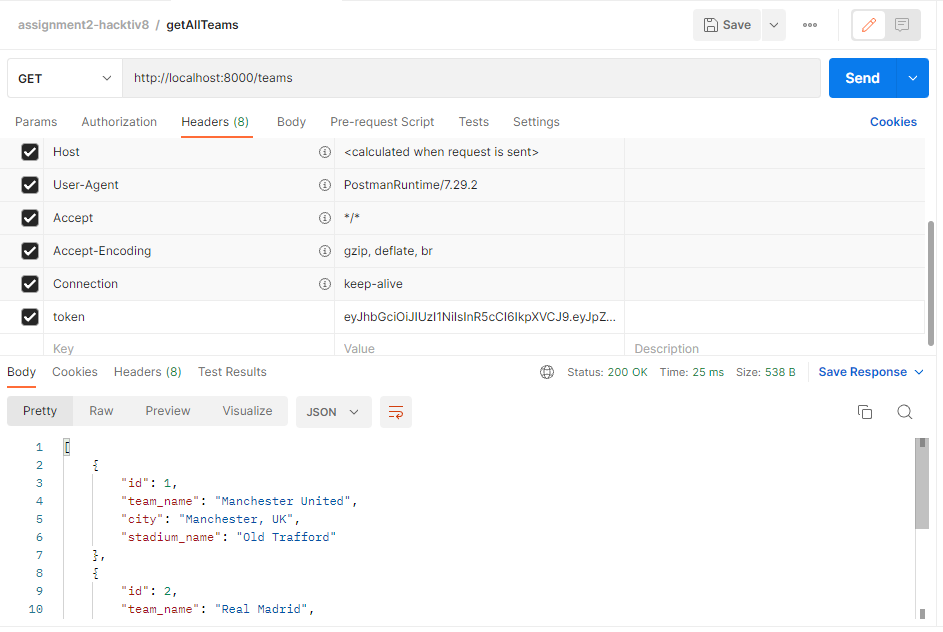 assignment2-hacktiv8 / getAllTeams Save
GET http://localhost:8000/teams Send
Params Authorization Headers (8) Body Pre-request Script Tests Settings Cookies
Host <calculated when request is sent>
User-Agent PostmanRuntime/7.29.2
Accept */*
Accept-Encoding gzip, deflate, br
Connection keep-alive
token eyJhbGciOiJIUzI1NiIsInR5cCI6IkpXVCJ9.eyJpZ...
Key Value Description
Body Cookies Headers (8) Test Results Status: 200 OK Time: 25 ms Size: 538 B Save Response
Pretty Raw Preview Visualize JSON
1 [
2 {
3 "id": 1,
4 "team_name": "Manchester United",
5 "city": "Manchester, UK",
6 "stadium_name": "Old Trafford"
7 },
8 {
9 "id": 2,
10 "team_name": "Real Madrid",